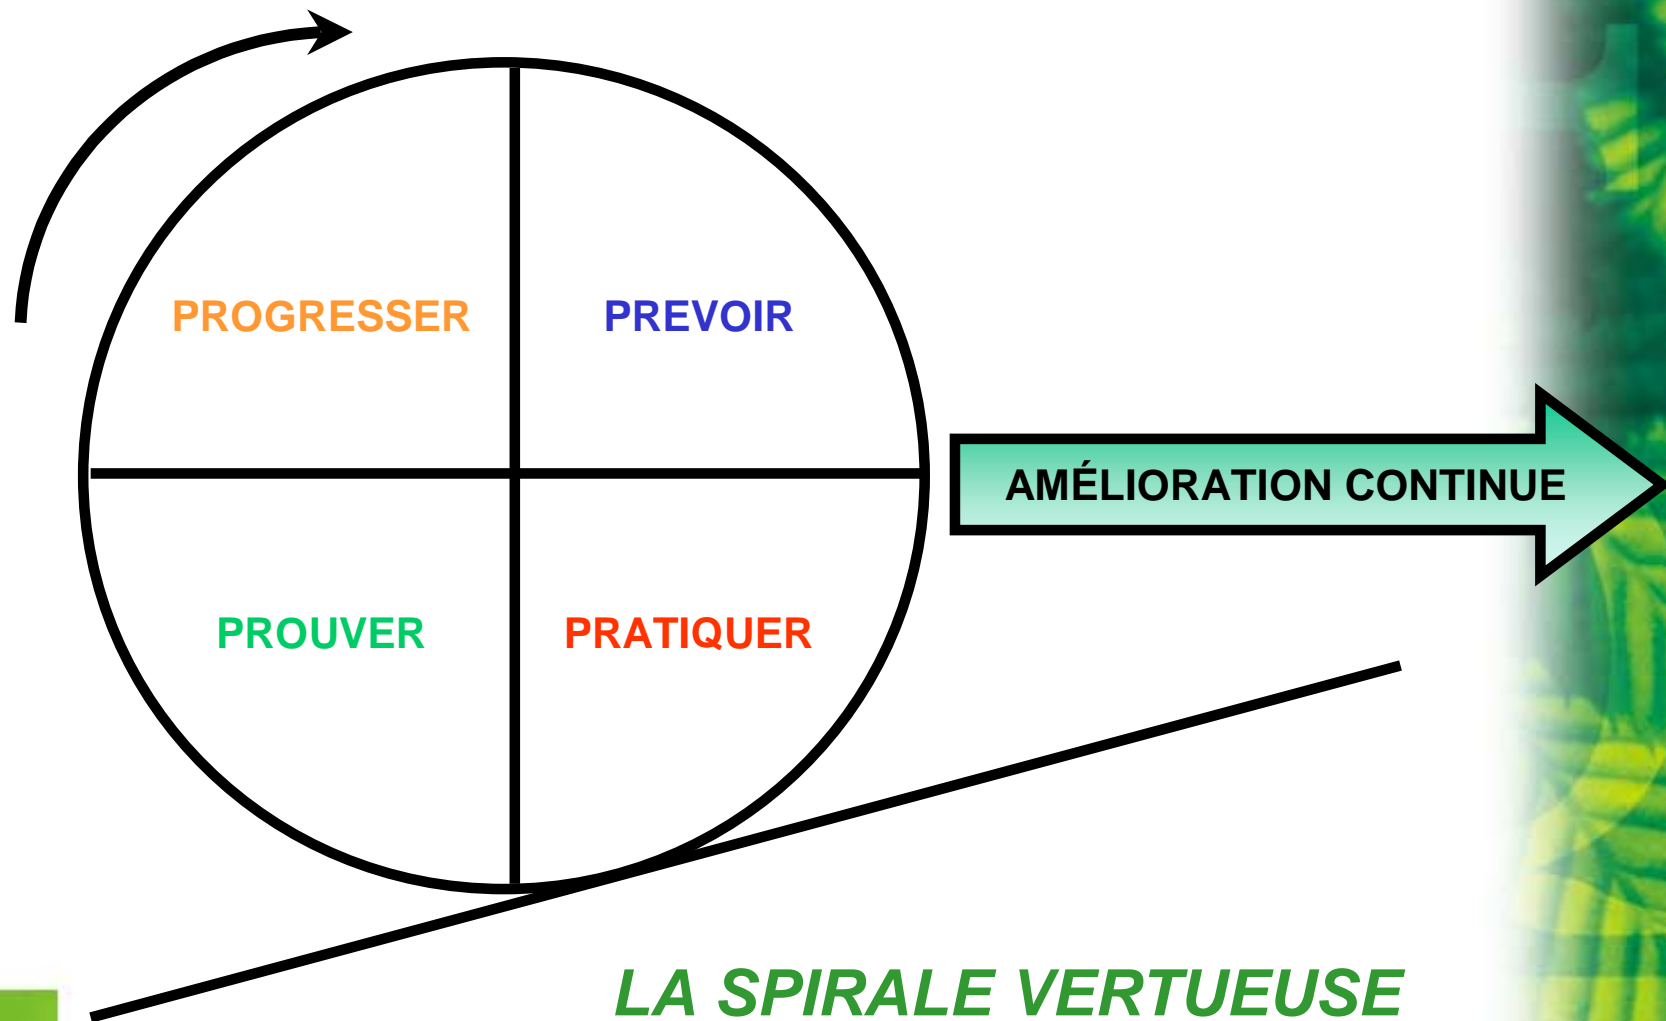 PROGRESSER
PREVOIR
AMÉLIORATION CONTINUE
PROUVER
PRATIQUER
LA SPIRALE VERTUEUSE